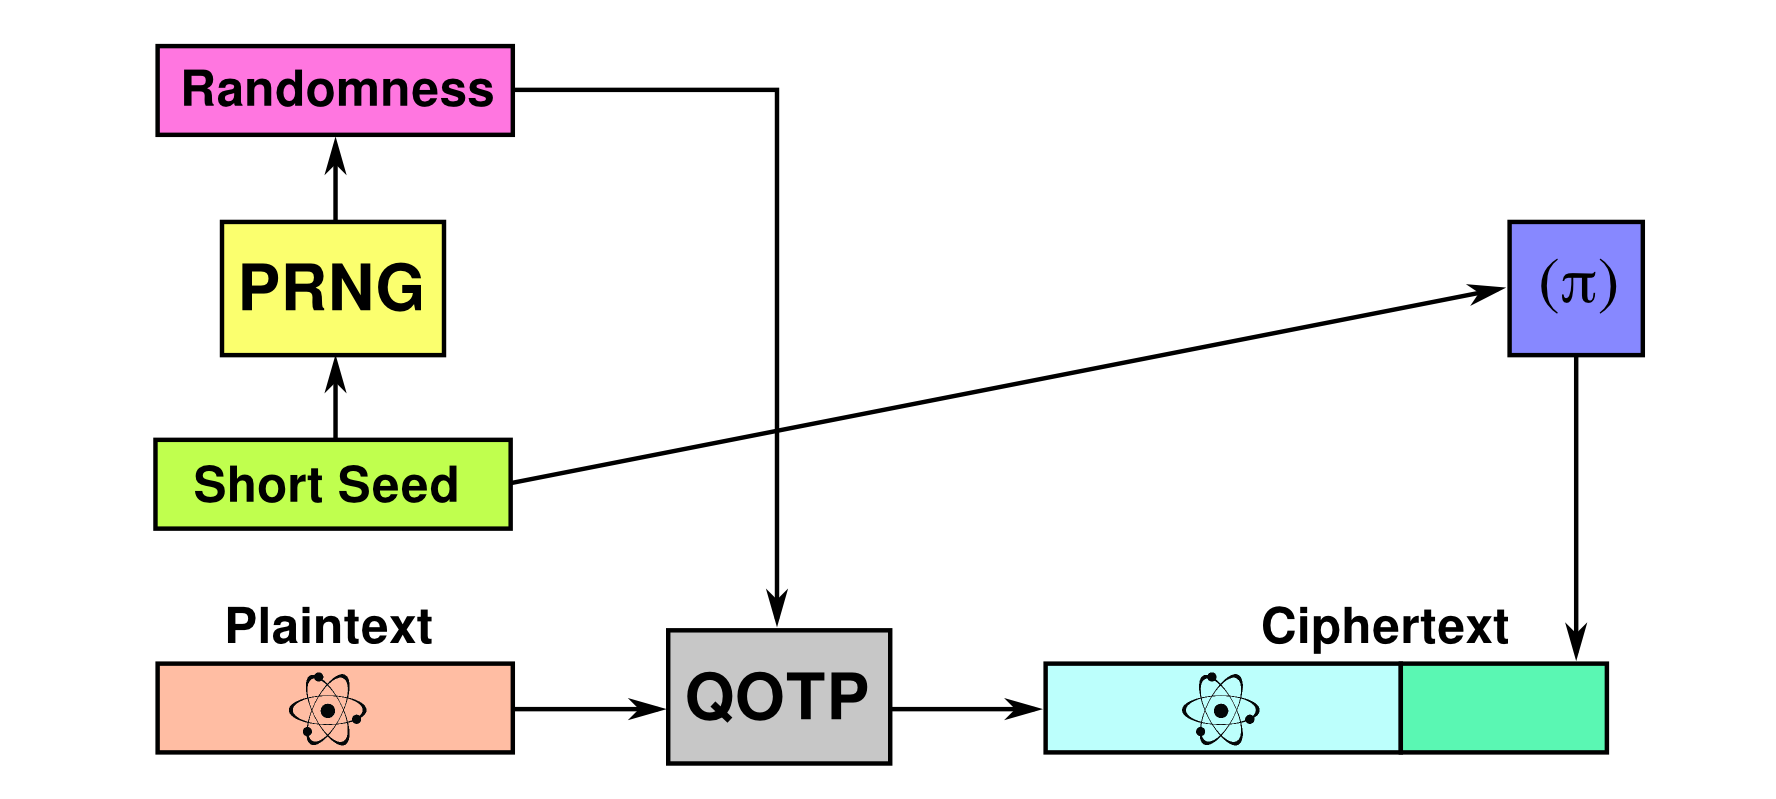 Randomness
PRNG
(π)
Short Seed
Plaintext
Ciphertext
QOTP